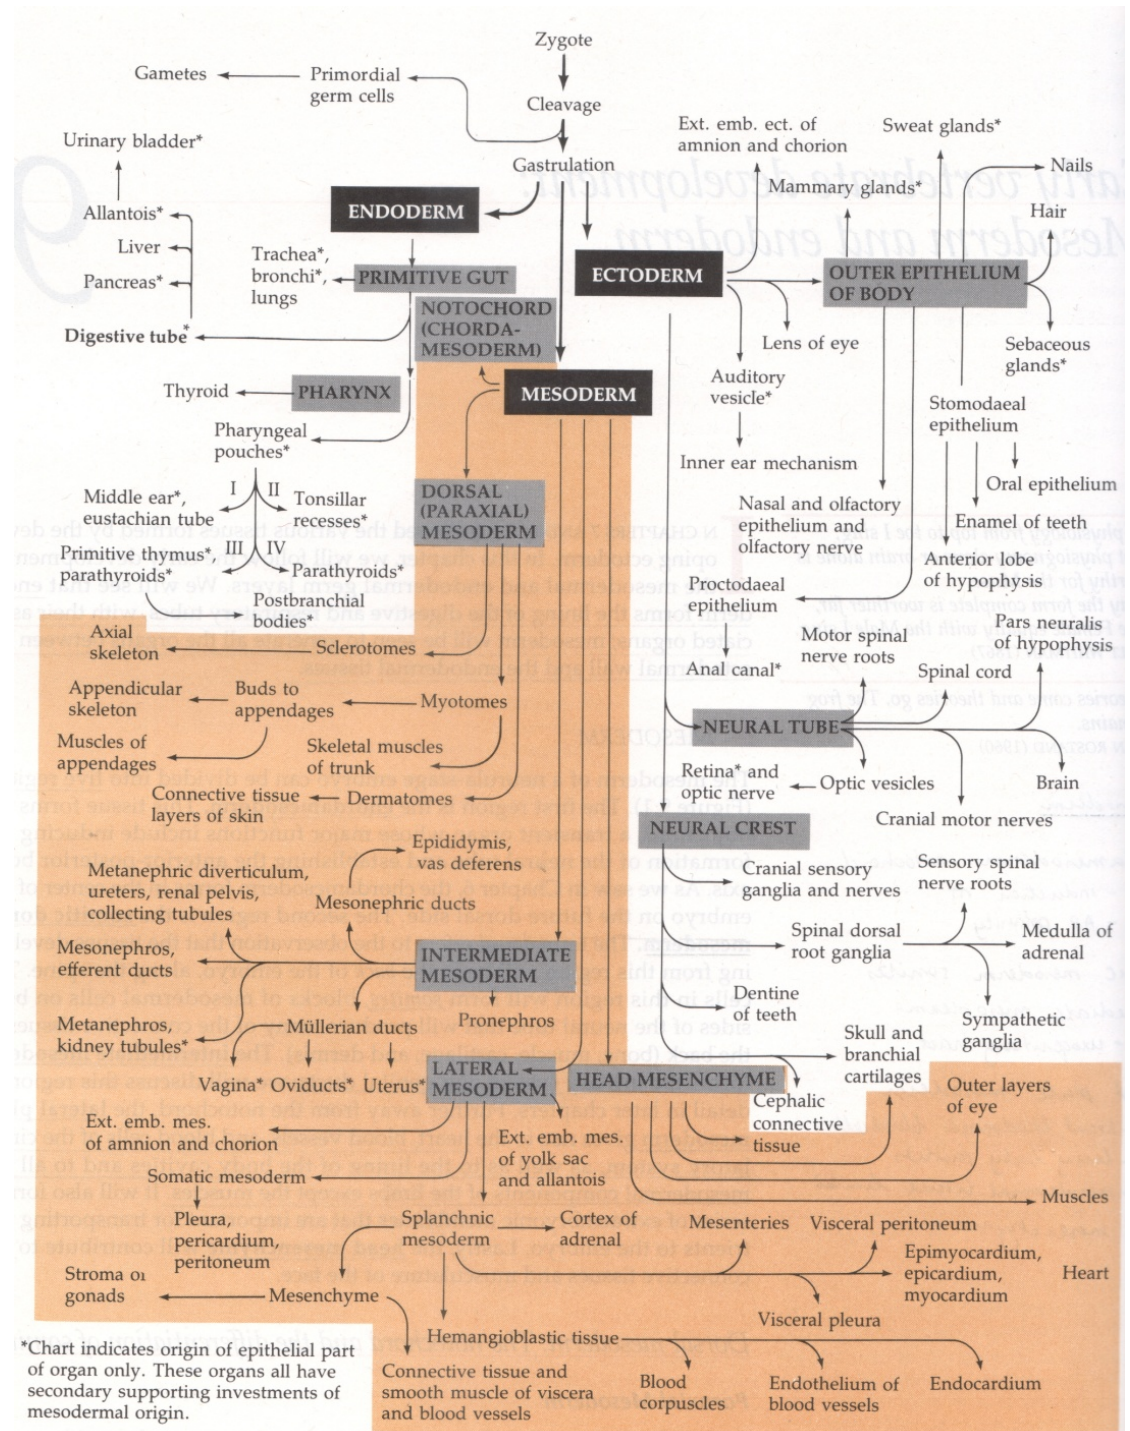 Zygote
Gametes
Primordial
germ cells
Cleavage
Gastrulation
Urinary bladder*
Allantois*
Liver
Pancreas*
Digestive tube*
ENDODERM
Trachea*,
bronchi*,
lungs
PRIMITIVE GUT
NOTOCHORD
(CHORDA-
MESODERM)
ECTODERM
Ext. emb. ect. of
amnion and chorion
Sweat glands*
Mammary glands*
Nails
Hair
OUTER EPITHELIUM
OF BODY
Lens of eye
Sebaceous
glands*
Thyroid
PHARYNX
MESODERM
Auditory
vesicle*
Stomodaeal
epithelium
Pharyngeal
pouches*
Inner ear mechanism
Oral epithelium
I
II
Middle ear*,
eustachian tube
Tonsillar
recesses*
DORSAL
(PARAXIAL)
MESODERM
Nasal and olfactory
epithelium and
olfactory nerve
Enamel of teeth
III
IV
Primitive thymus*,
parathyroids*
Parathyroids*
Anterior lobe
of hypophysis
Proctodaeal
epithelium
Postbranchial
bodies*
Axial
skeleton
Sclerotomes
Motor spinal
nerve roots
Pars neuralis
of hypophysis
Anal canal*
Spinal cord
Appendicular
skeleton
Buds to
appendages
Myotomes
NEURAL TUBE
Muscles of
appendages
Skeletal muscles
of trunk
Retina* and
optic nerve
Optic vesicles
Brain
Connective tissue
layers of skin
Dermatomes
NEURAL CREST
Cranial motor nerves
Epididymis,
vas deferens
Metanephric diverticulum,
ureters, renal pelvis,
collecting tubules
Mesonephric ducts
Cranial sensory
ganglia and nerves
Sensory spinal
nerve roots
Mesonephros,
efferent ducts
INTERMEDIATE
MESODERM
Spinal dorsal
root ganglia
Medulla of
adrenal
Dentine
of teeth
Metanephros,
kidney tubules*
Müllerian ducts
Pronephros
Sympathetic
ganglia
Skull and
branchial
cartilages
Vagina* Oviducts* Uterus*
LATERAL
MESODERM
HEAD MESENCHYME
Outer layers
of eye
Cephalic
connective
tissue
Ext. emb. mes.
of amnion and chorion
Ext. emb. mes.
of yolk sac
and allantois
Somatic mesoderm
Muscles
Pleura,
pericardium,
peritoneum
Splanchnic
mesoderm
Cortex of
adrenal
Mesenteries
Visceral peritoneum
Epimyocardium,
epicardium,
myocardium
Heart
Stroma of
gonads
Mesenchyme
Visceral pleura
Hemangioblastic tissue
*Chart indicates origin of epithelial part
of organ only. These organs all have
secondary supporting investments of
mesodermal origin.
Connective tissue and
smooth muscle of viscera
and blood vessels
Blood
corpuscles
Endothelium of
blood vessels
Endocardium